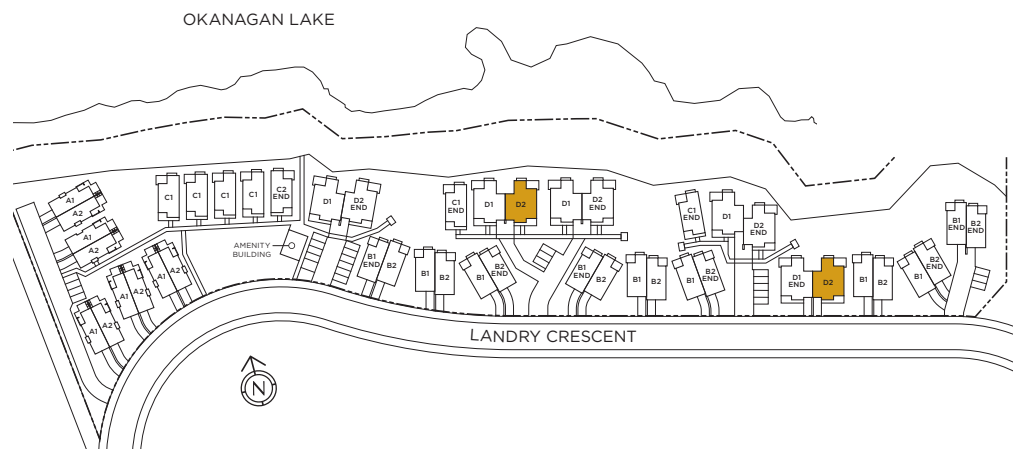 OKANAGAN LAKE
A1
A2
A1
A2
C1
C1
C1
C1
C2
END
D1
D2
END
C1
END
D1
D2
D1
D2
END
C1
END
D1
D2
END
B1
END
B2
END
AMENITY
BUILDING
A1
A2
A1
A2
A1
A2
B1
END
B2
B1
B2
B1
B2
END
B1
END
B2
B1
B2
B1
B2
END
D1
END
D2
B1
B2
B1
B2
END
LANDRY CRESCENT
N